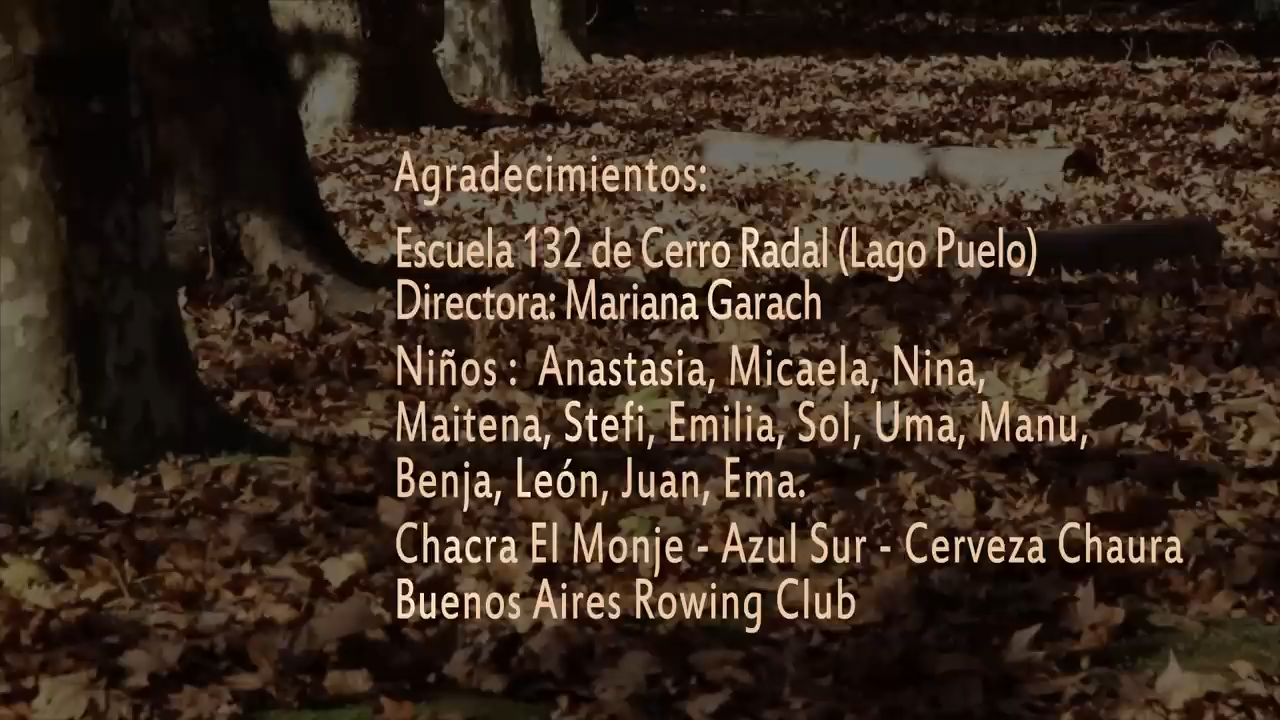 Agradecimientos:
Escuela 132 de Cerro Radal (Lago Puelo)
Directora: Mariana Garach
Niños : Anastasia, Micaela, Nina,
Maitena, Stefi, Emilia, Sol, Uma, Manu,
Benja, León, Juan, Ema.
Chacra El Monje - Azul Sur - Cerveza Chaura
Buenos Aires Rowing Club